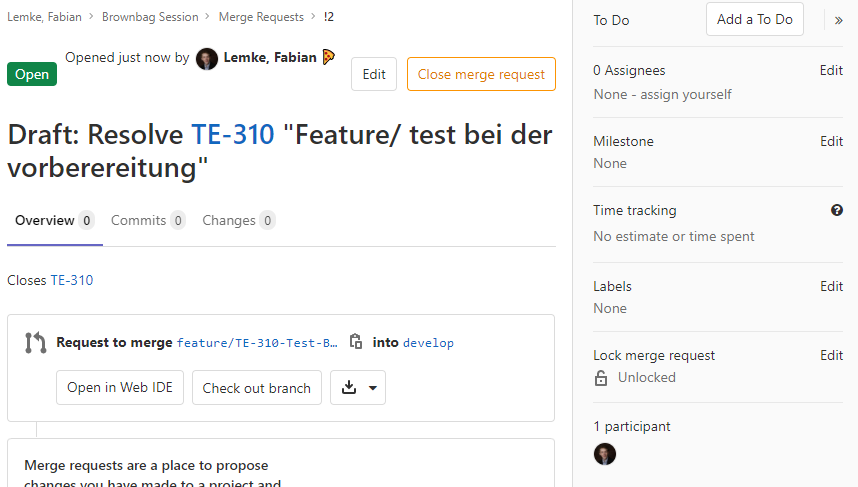 Lemke, Fabian > Brownbag Session > Merge Requests > !2
Open
Opened just now by Lemke, Fabian
Edit
Close merge request
Draft: Resolve TE-310 "Feature/ test bei der
vorberereitung"
Overview 0
Commits 0
Changes 0
Closes TE-310
Request to merge feature/TE-310-Test-B… into develop
Open in Web IDE
Check out branch
Merge requests are a place to propose
changes you have made to a project and
To Do
Add a To Do
»
0 Assignees
Edit
None - assign yourself
Milestone
Edit
None
Time tracking
?
No estimate or time spent
Labels
Edit
None
Lock merge request
Edit
Unlocked
1 participant